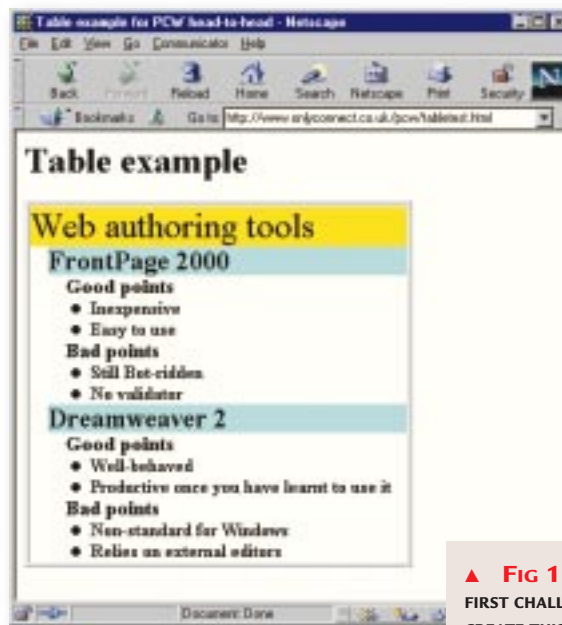 Table example for PCW head-to-head - Netscape
File Edit View Go Communicator Help
Back Forward Reload Home Search Netscape Print Security N
Bookmarks Go to http://www.onlyconnect.co.uk/pcw/tabletest.html
Table example
Web authoring tools
FrontPage 2000
Good points
● Inexpensive
● Easy to use
Bad points
● Still Bot-ridden
● No validator
Dreamweaver 2
Good points
● Well-behaved
● Productive once you have learnt to use it
Bad points
● Non-standard for Windows
● Relies on external editors
Document: Done
▲ FIG 1
FIRST CHALL